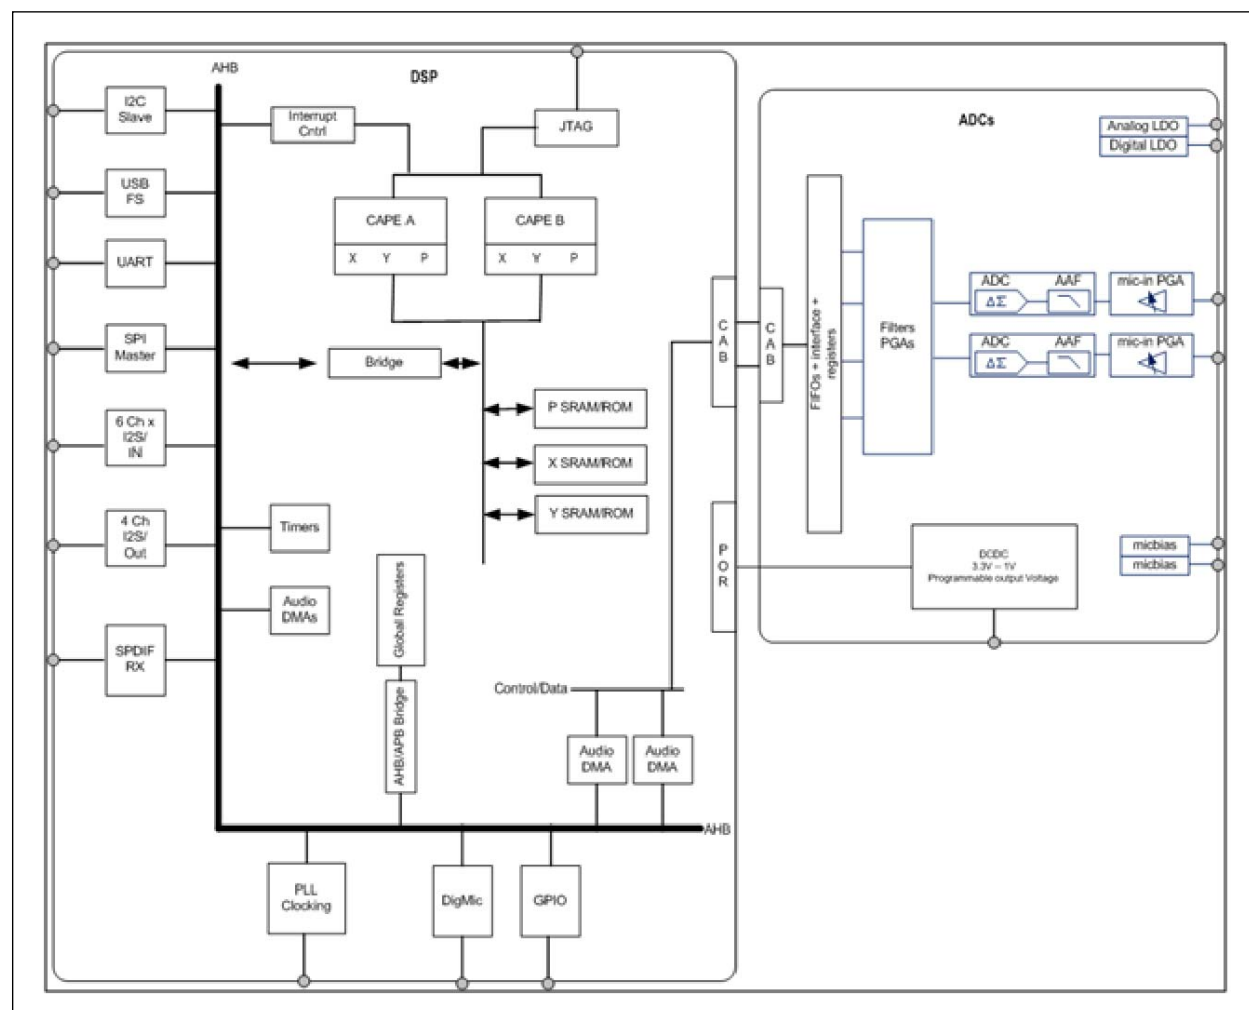 AHB
DSP
I2C
Slave
Interrupt
Cntrl
JTAG
ADCs
Analog LDO
Digital LDO
USB
FS
CAPE A
X Y P
CAPE B
X Y P
UART
SPI
Master
Bridge
C
A
B
C
A
B
FIFOs + interface +
registers
Filters
PGAs
ADC
AAF
ΔΣ
mic-in PGA
ADC
AAF
ΔΣ
mic-in PGA
P SRAM/ROM
X SRAM/ROM
Y SRAM/ROM
6 Ch x
I2S/
IN
4 Ch
I2S/
Out
Timers
Audio
DMAs
SPDIF
RX
Global Registers
AHB/APB Bridge
P
O
R
DCDC
3.3V – 1V
Programmable output Voltage
micbias
micbias
Control/Data
Audio
DMA
Audio
DMA
AHB
PLL
Clocking
DigMic
GPIO